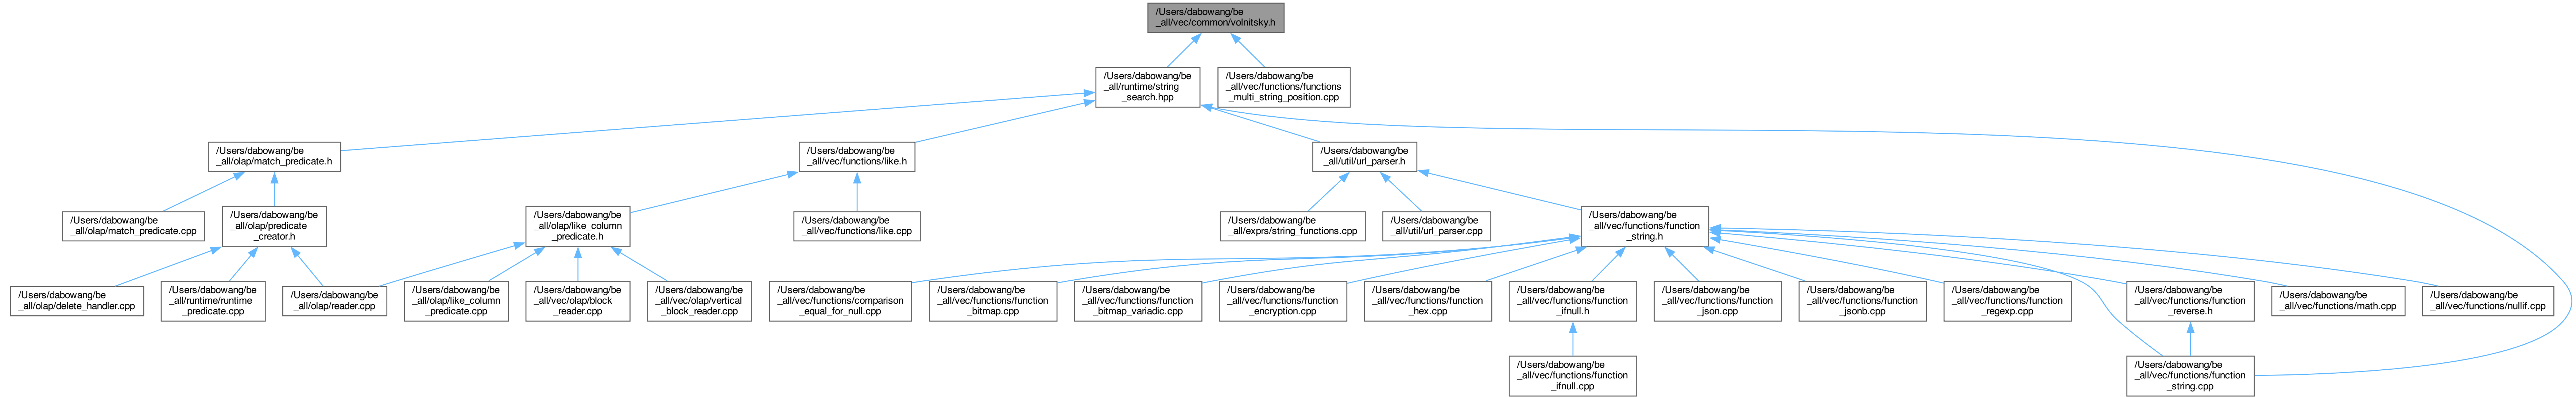 /Users/dabowang/be
_all/vec/common/volnitsky.h
/Users/dabowang/be
_all/runtime/string
_search.hpp
/Users/dabowang/be
_all/vec/functions/functions
_multi_string_position.cpp
/Users/dabowang/be
_all/olap/match_predicate.h
/Users/dabowang/be
_all/vec/functions/like.h
/Users/dabowang/be
_all/util/url_parser.h
/Users/dabowang/be
_all/olap/match_predicate.cpp
/Users/dabowang/be
_all/olap/predicate
_creator.h
/Users/dabowang/be
_all/olap/like_column
_predicate.h
/Users/dabowang/be
_all/vec/functions/like.cpp
/Users/dabowang/be
_all/exprs/string_functions.cpp
/Users/dabowang/be
_all/util/url_parser.cpp
/Users/dabowang/be
_all/vec/functions/function
_string.h
/Users/dabowang/be
_all/olap/delete_handler.cpp
/Users/dabowang/be
_all/runtime/runtime
_predicate.cpp
/Users/dabowang/be
_all/olap/reader.cpp
/Users/dabowang/be
_all/olap/like_column
_predicate.cpp
/Users/dabowang/be
_all/vec/olap/block
_reader.cpp
/Users/dabowang/be
_all/vec/olap/vertical
_block_reader.cpp
/Users/dabowang/be
_all/vec/functions/comparison
_equal_for_null.cpp
/Users/dabowang/be
_all/vec/functions/function
_bitmap.cpp
/Users/dabowang/be
_all/vec/functions/function
_bitmap_variadic.cpp
/Users/dabowang/be
_all/vec/functions/function
_encryption.cpp
/Users/dabowang/be
_all/vec/functions/function
_hex.cpp
/Users/dabowang/be
_all/vec/functions/function
_ifnull.h
/Users/dabowang/be
_all/vec/functions/function
_json.cpp
/Users/dabowang/be
_all/vec/functions/function
_jsonb.cpp
/Users/dabowang/be
_all/vec/functions/function
_regexp.cpp
/Users/dabowang/be
_all/vec/functions/function
_reverse.h
/Users/dabowang/be
_all/vec/functions/math.cpp
/Users/dabowang/be
_all/vec/functions/nullif.cpp
/Users/dabowang/be
_all/vec/functions/function
_ifnull.cpp
/Users/dabowang/be
_all/vec/functions/function
_string.cpp